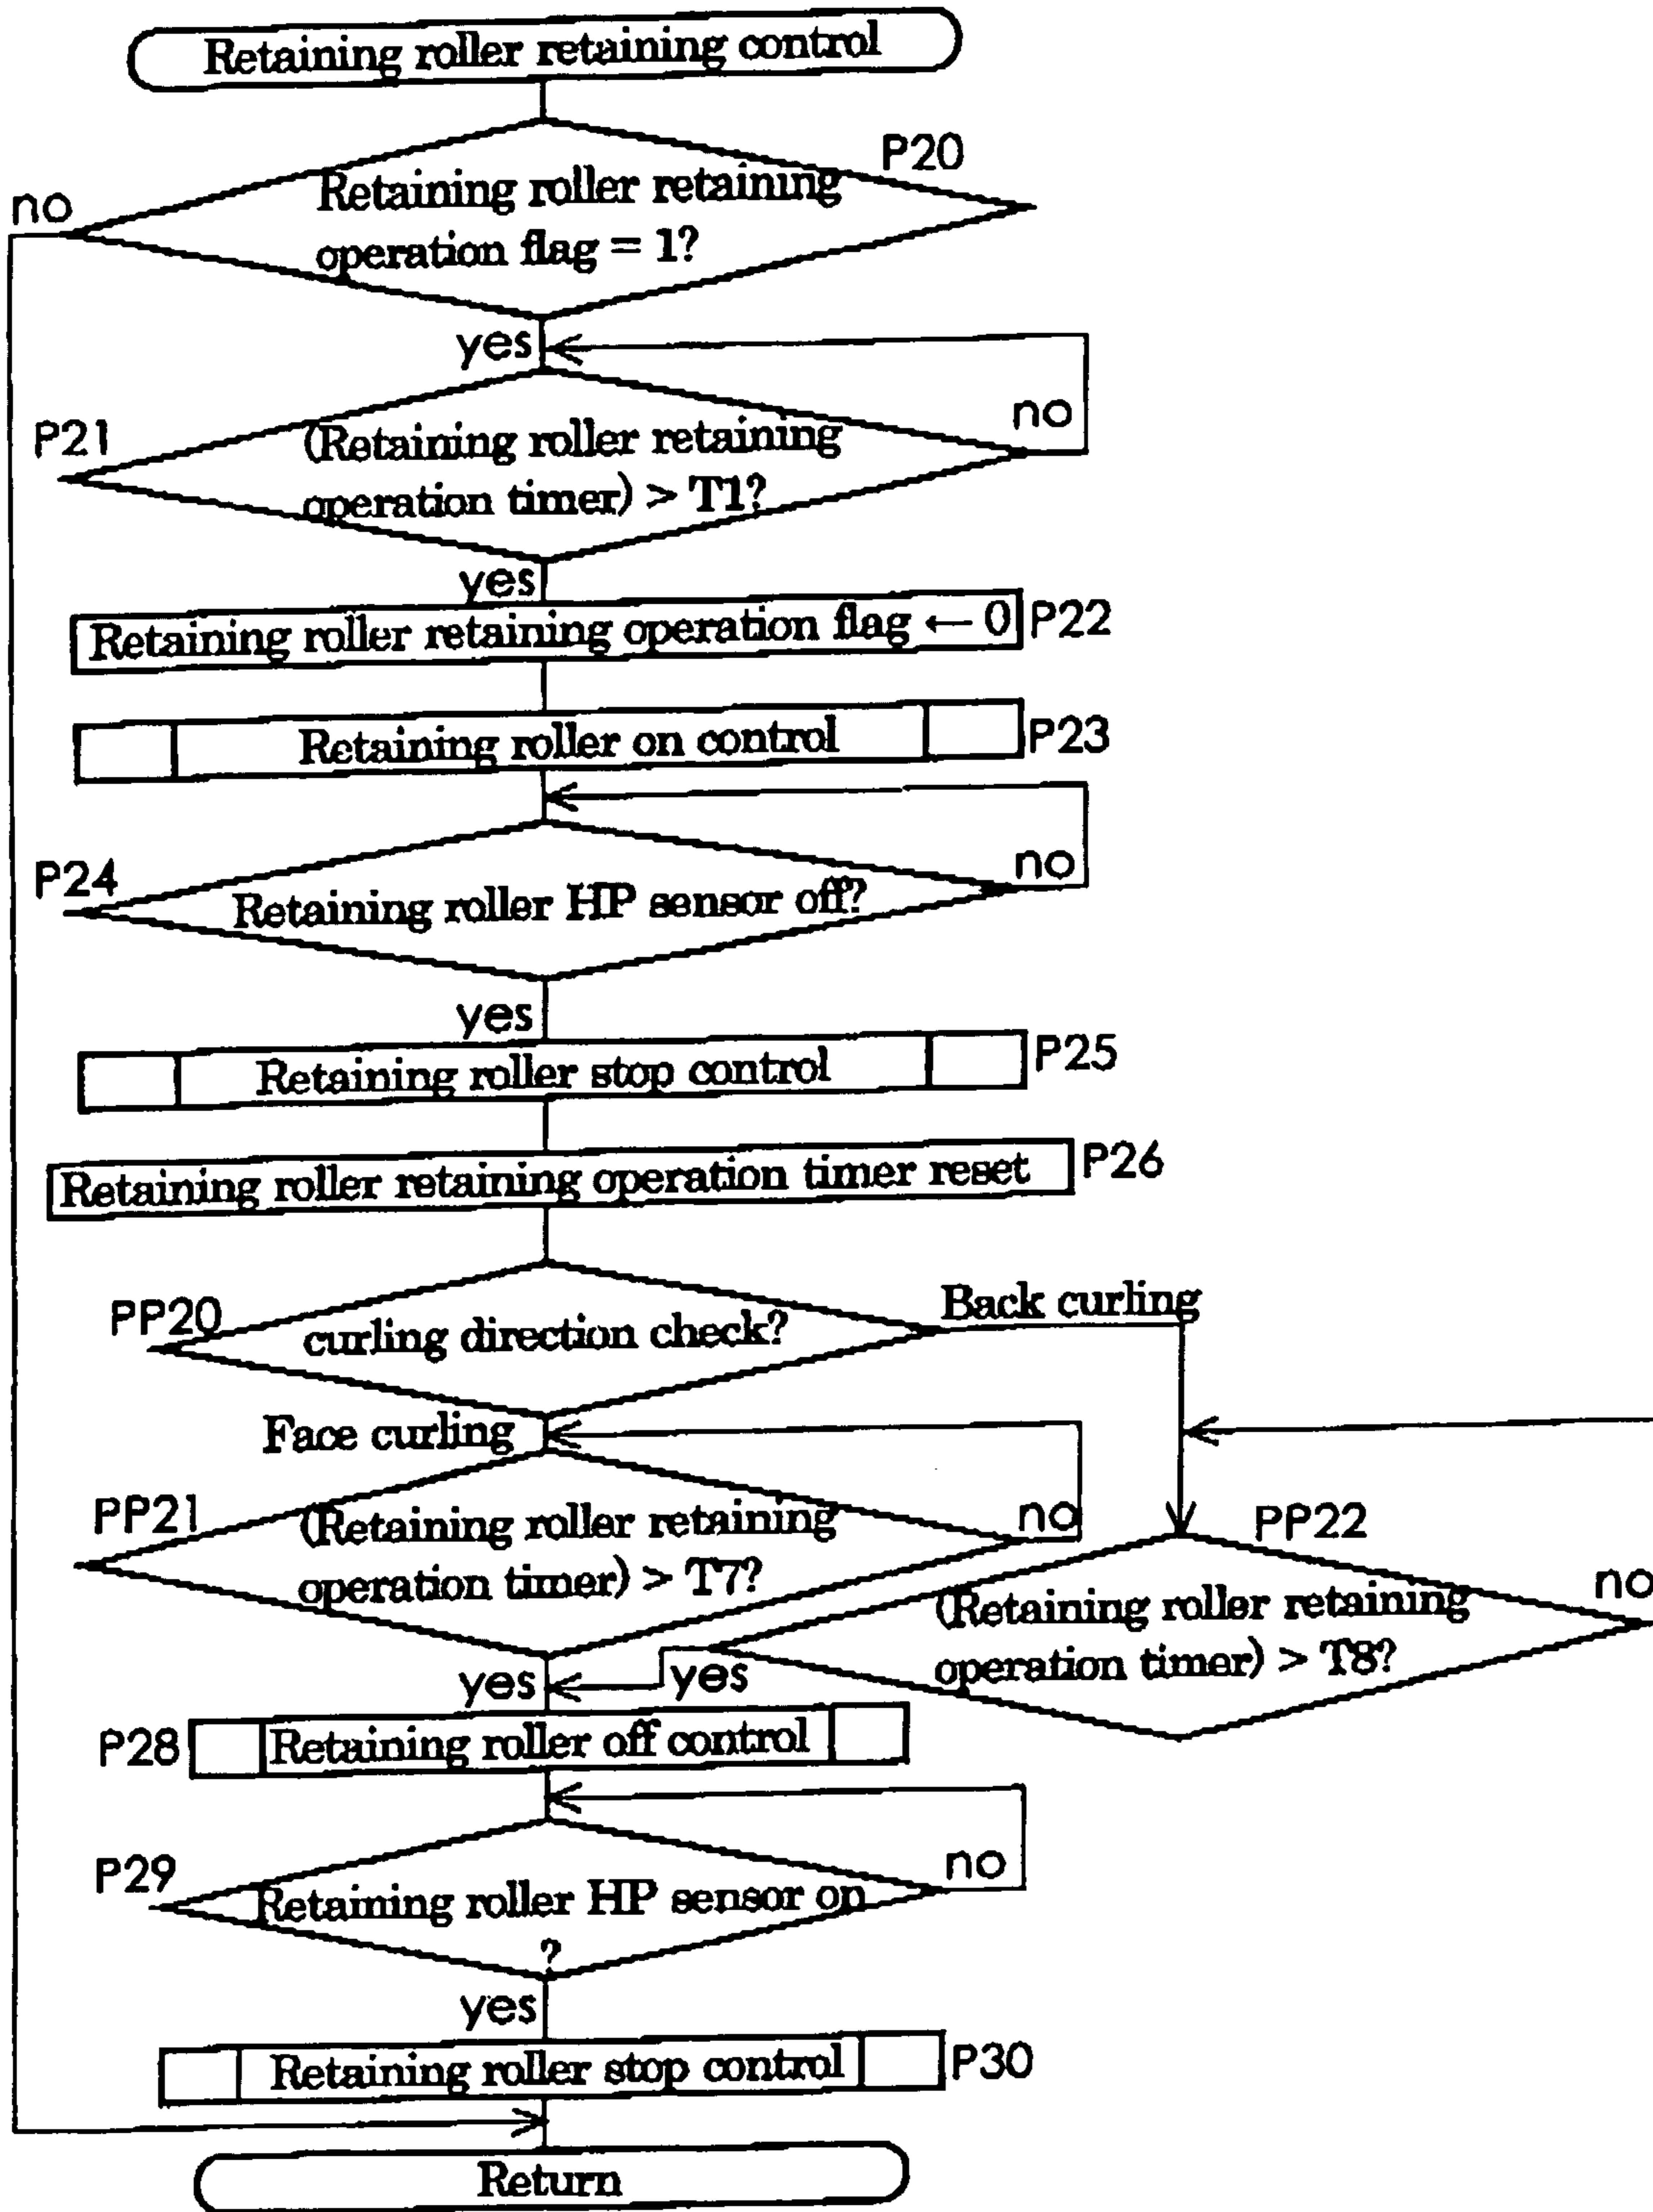 Retaining roller retaining control
P20
Retaining roller retaining
operation flag = 1?
no
yes
P21
(Retaining roller retaining
operation timer) > T1?
no
yes
Retaining roller retaining operation flag ← 0
P22
Retaining roller on control
P23
P24
Retaining roller HP sensor off?
no
yes
Retaining roller stop control
P25
Retaining roller retaining operation timer reset
P26
PP20
curling direction check?
Back curling
Face curling
PP21
(Retaining roller retaining
operation timer) > T7?
no
PP22
(Retaining roller retaining
operation timer) > T8?
no
yes
yes
P28
Retaining roller off control
P29
Retaining roller HP sensor on
?
no
yes
Retaining roller stop control
P30
Return